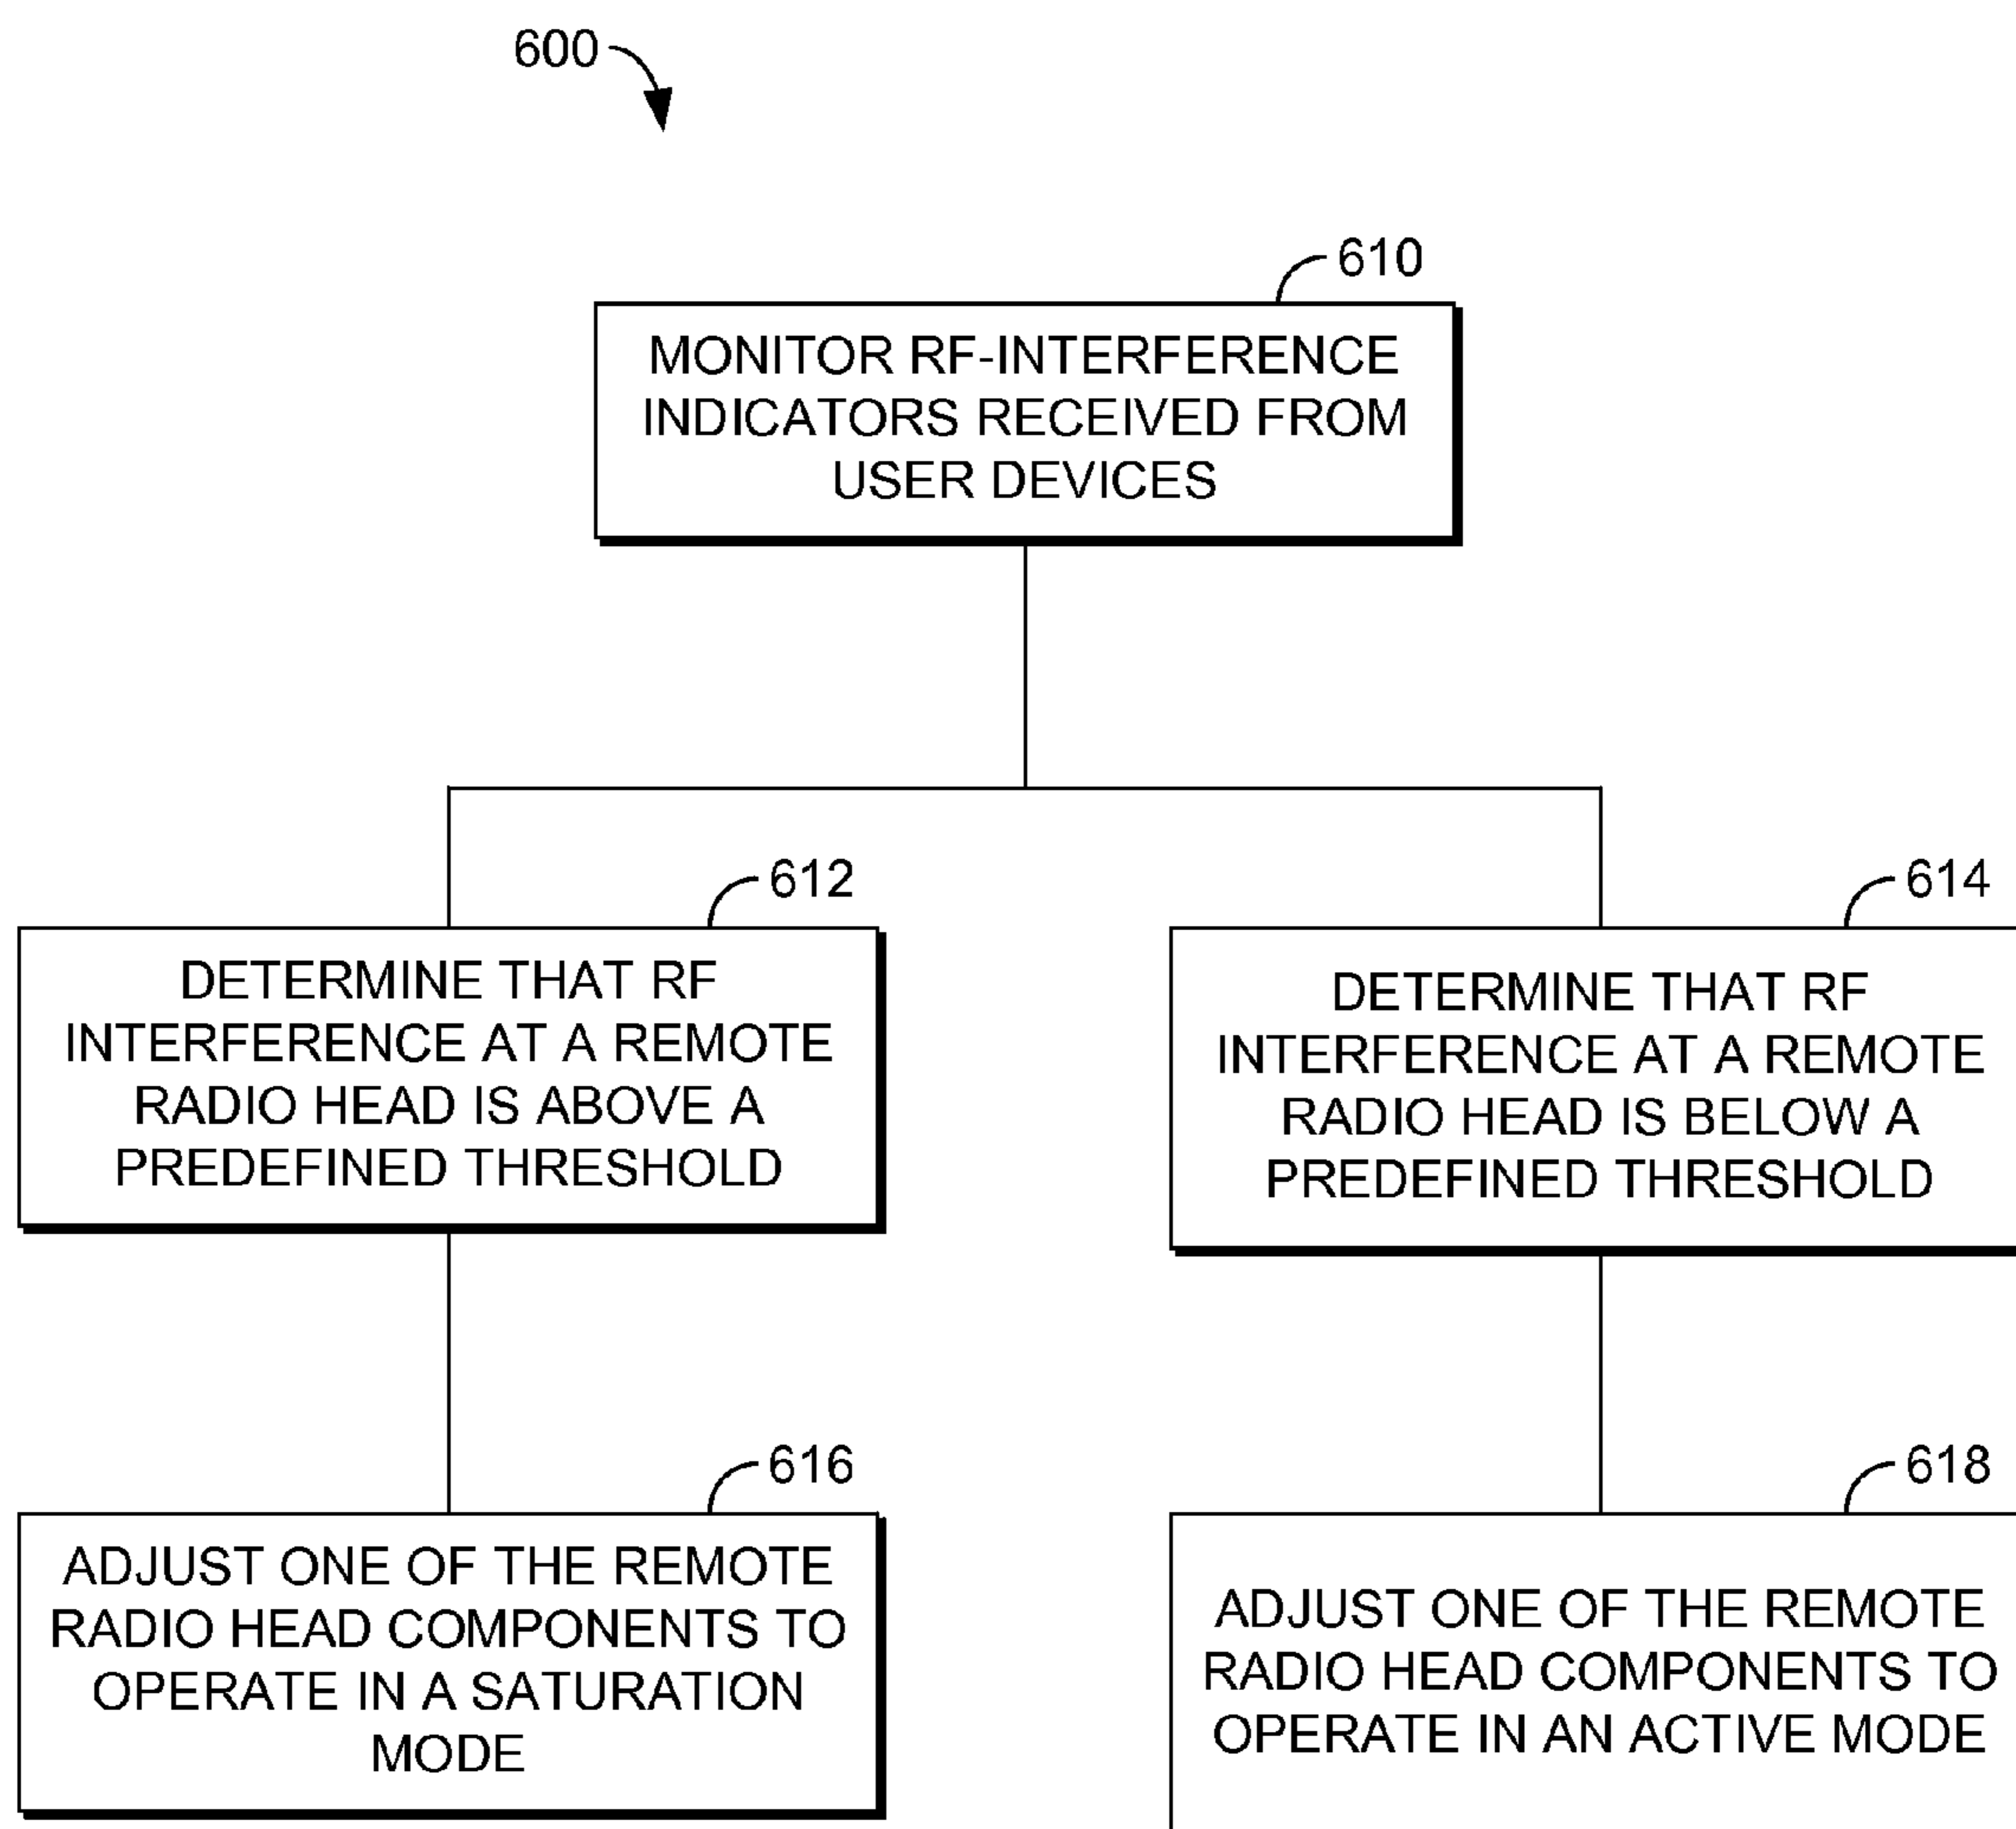 600
610
MONITOR RF-INTERFERENCE
INDICATORS RECEIVED FROM
USER DEVICES
612
DETERMINE THAT RF
INTERFERENCE AT A REMOTE
RADIO HEAD IS ABOVE A
PREDEFINED THRESHOLD
614
DETERMINE THAT RF
INTERFERENCE AT A REMOTE
RADIO HEAD IS BELOW A
PREDEFINED THRESHOLD
616
ADJUST ONE OF THE REMOTE
RADIO HEAD COMPONENTS TO
OPERATE IN A SATURATION
MODE
618
ADJUST ONE OF THE REMOTE
RADIO HEAD COMPONENTS TO
OPERATE IN AN ACTIVE MODE